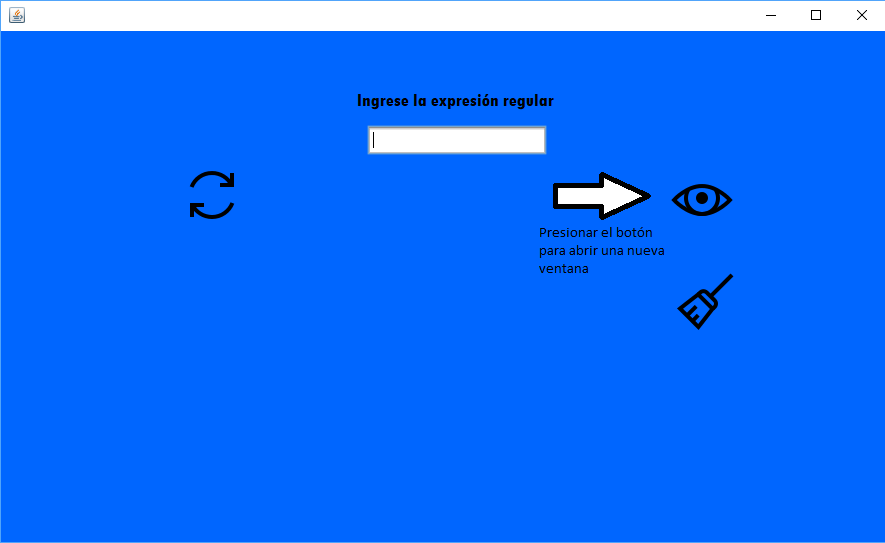 Ingrese la expresión regular
Presionar el botón
para abrir una nueva
ventana